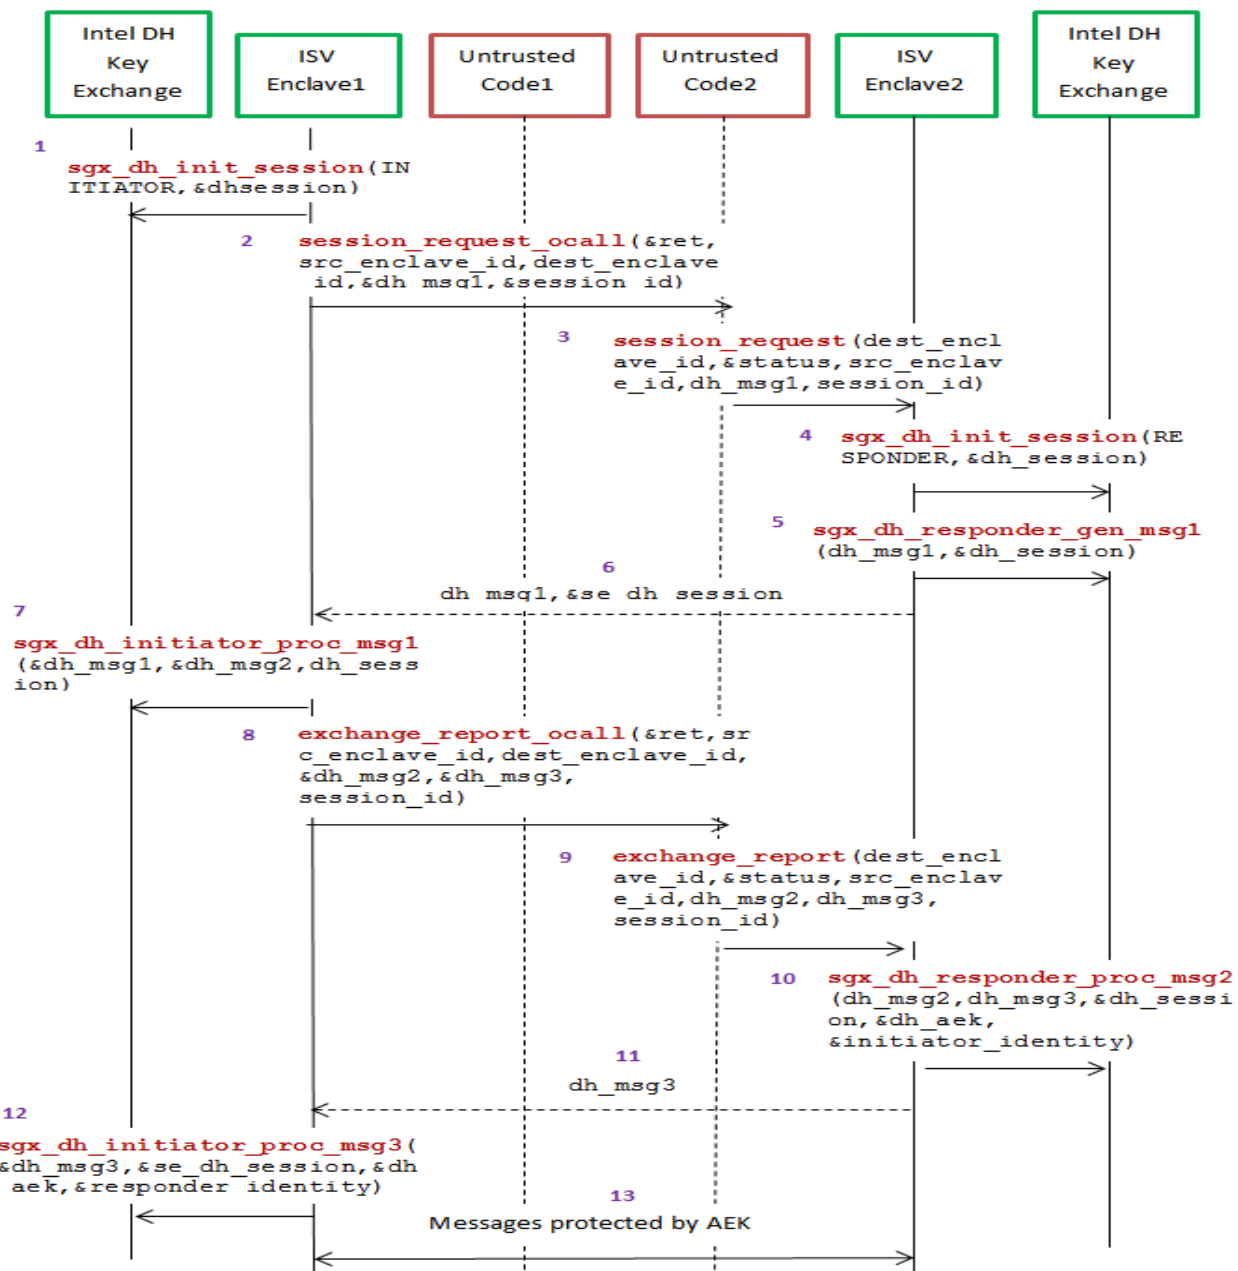 Intel DH
Key
Exchange
ISV
Enclave1
Untrusted
Code1
Untrusted
Code2
ISV
Enclave2
Intel DH
Key
Exchange
1
sgx_dh_init_session(IN
ITIATOR,&dhsession)
2
session_request_ocall(&ret,
src_enclave_id,dest_enclave
_id,&dh_msg1,&session_id)
3
session_request(dest_encl
ave_id,&status,src_enclav
e_id,dh_msg1,session_id)
4
sgx_dh_init_session(RE
SPONDER,&dh_session)
5
sgx_dh_responder_gen_msg1
(dh_msg1,&dh_session)
6
dh_msg1,&se_dh_session
7
sgx_dh_initiator_proc_msg1
(&dh_msg1,&dh_msg2,dh_sess
ion)
8
exchange_report_ocall(&ret,sr
c_enclave_id,dest_enclave_id,
&dh_msg2,&dh_msg3,
session_id)
9
exchange_report(dest_encl
ave_id,&status,src_enclav
e_id,dh_msg2,dh_msg3,
session_id)
10
sgx_dh_responder_proc_msg2
(dh_msg2,dh_msg3,&dh_sessi
on,&dh_aek,
&initiator_identity)
11
dh_msg3
12
sgx_dh_initiator_proc_msg3(
&dh_msg3,&se_dh_session,&dh
_aek,&responder_identity)
13
Messages protected by AEK